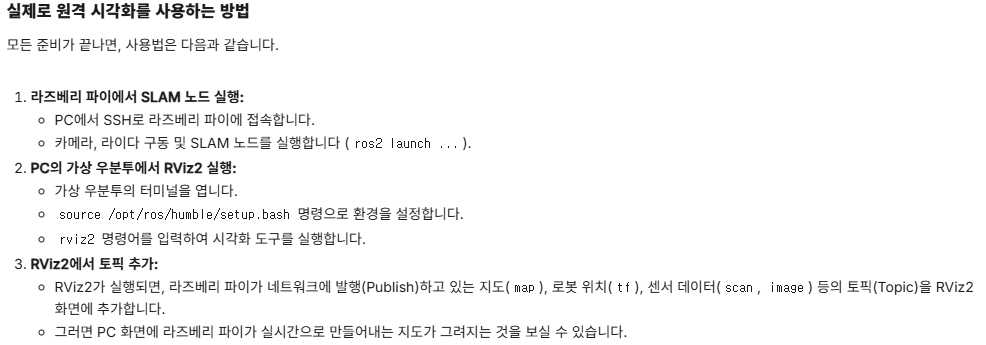 실제로 원격 시각화를 사용하는 방법
모든 준비가 끝나면, 사용법은 다음과 같습니다.
1. 라즈베리 파이에서 SLAM 노드 실행:
○ PC에서 SSH로 라즈베리 파이에 접속합니다.
○ 카메라, 라이다 구동 및 SLAM 노드를 실행합니다 ( ros2 launch ... ).
2. PC의 가상 우분투에서 RViz2 실행:
○ 가상 우분투의 터미널을 엽니다.
○ source /opt/ros/humble/setup.bash 명령으로 환경을 설정합니다.
○ rviz2 명령어를 입력하여 시각화 도구를 실행합니다.
3. RViz2에서 토픽 추가:
○ RViz2가 실행되면, 라즈베리 파이가 네트워크에 발행(Publish)하고 있는 지도( map ), 로봇 위치( tf ), 센서 데이터( scan , image ) 등의 토픽(Topic)을 RViz2
화면에 추가합니다.
○ 그러면 PC 화면에 라즈베리 파이가 실시간으로 만들어내는 지도가 그려지는 것을 보실 수 있습니다.